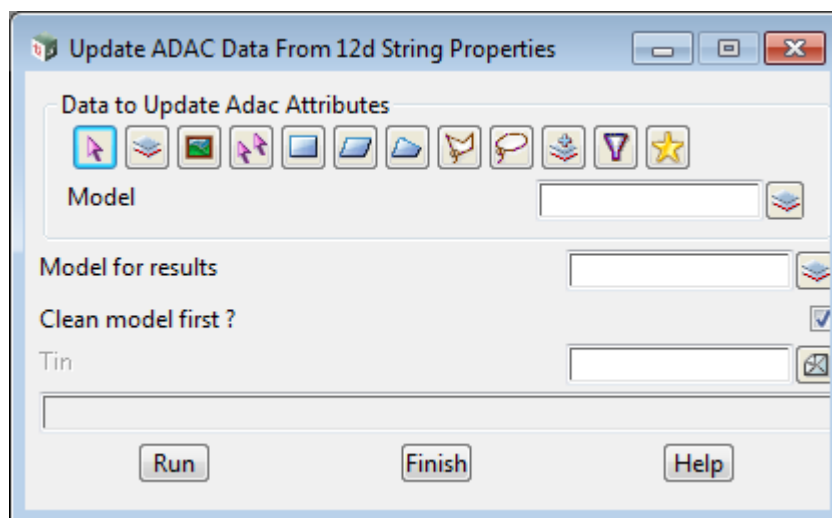 Update ADAC Data From 12d String Properties
Data to Update Adac Attributes
Model
Model for results
Clean model first ?
Tin
Run Finish Help